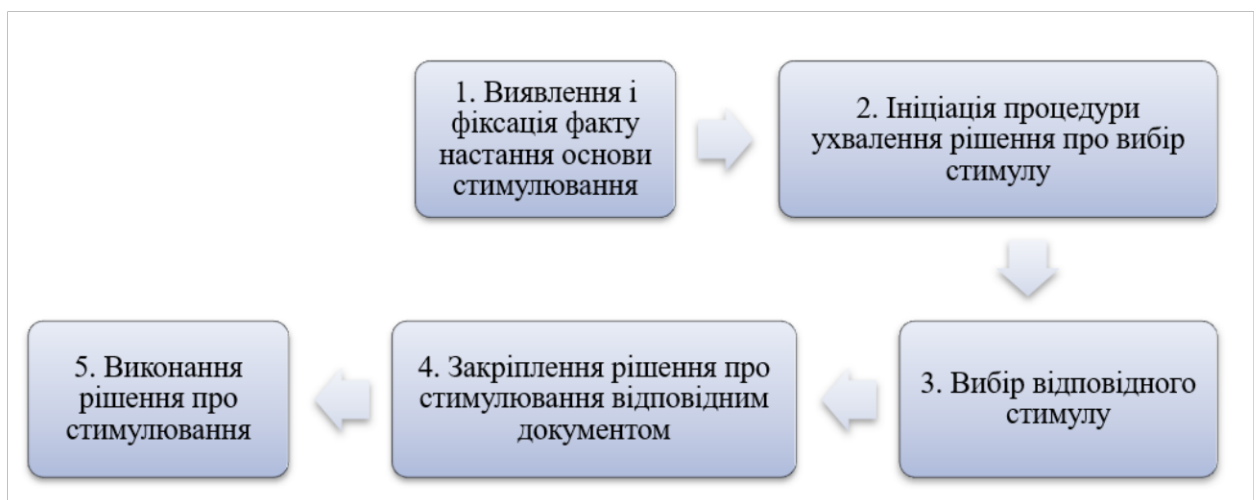 1. Виявлення і
фіксація факту
настання основи
стимулювання
2. Ініціація процедури
ухвалення рішення про вибір
стимулу
3. Вибір відповідного
стимулу
4. Закріплення рішення про
стимулювання відповідним
документом
5. Виконання
рішення про
стимулювання